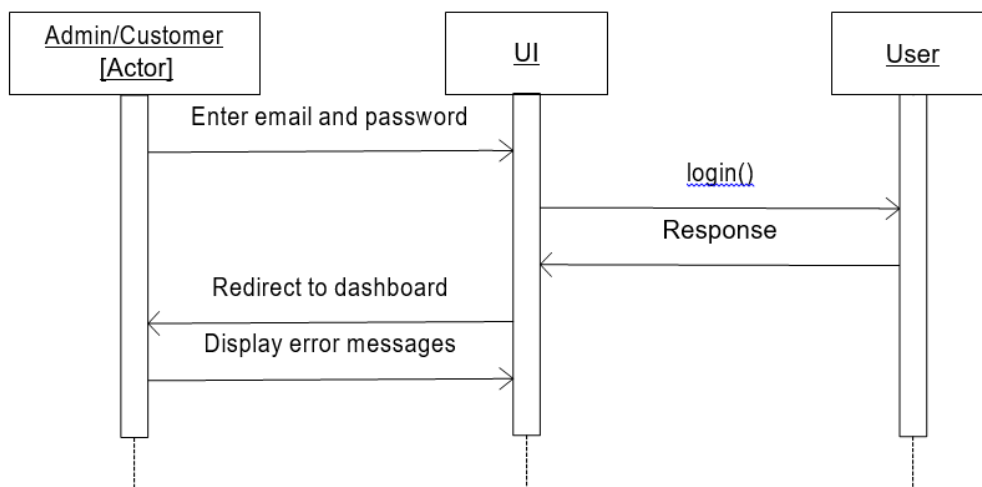 Admin/Customer
[Actor]
UI
User
Enter email and password
login()
Response
Redirect to dashboard
Display error messages